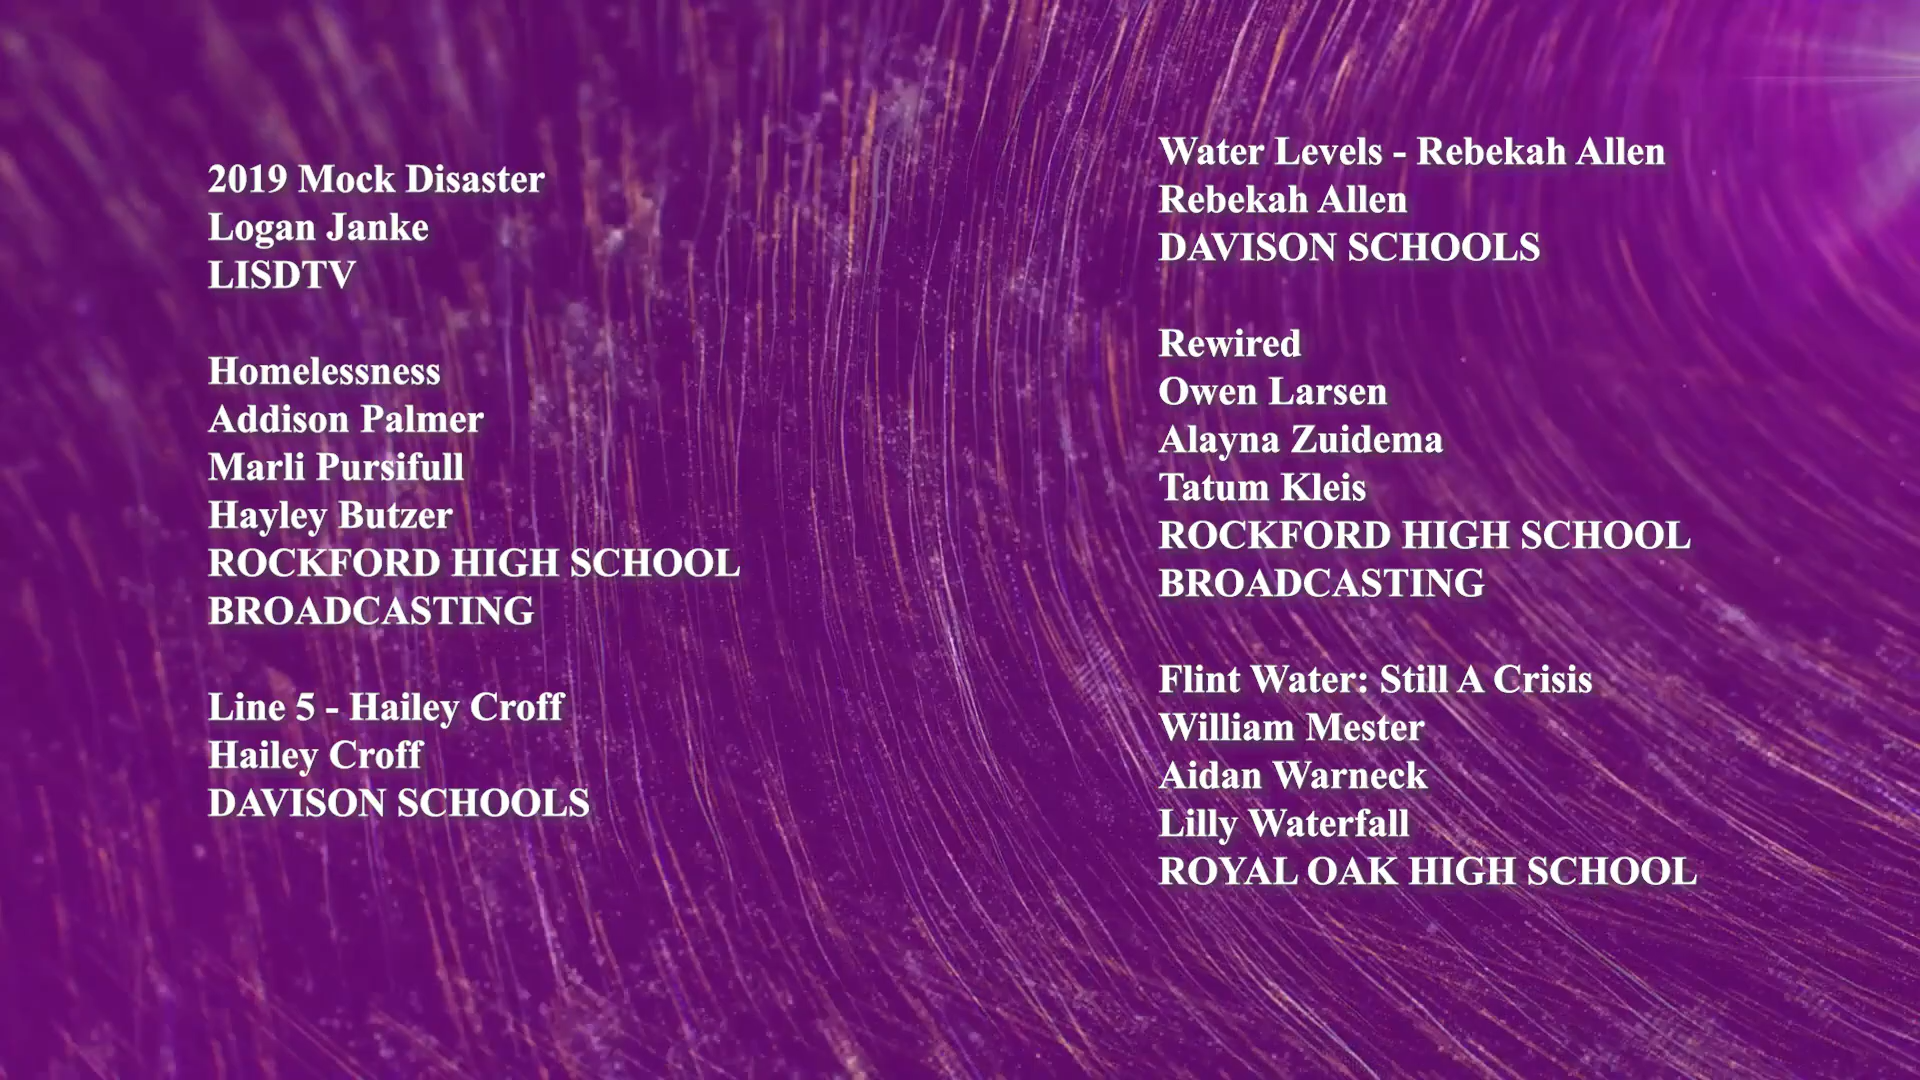 2019 Mock Disaster
Logan Janke
LISDTV
Homelessness
Addison Palmer
Marli Pursifull
Hayley Butzer
ROCKFORD HIGH SCHOOL
BROADCASTING
Line 5 - Hailey Croff
Hailey Croff
DAVISON SCHOOLS
Water Levels - Rebekah Allen
Rebekah Allen
DAVISON SCHOOLS
Rewired
Owen Larsen
Alayna Zuidema
Tatum Kleis
ROCKFORD HIGH SCHOOL
BROADCASTING
Flint Water: Still A Crisis
William Mester
Aidan Warneck
Lilly Waterfall
ROYAL OAK HIGH SCHOOL